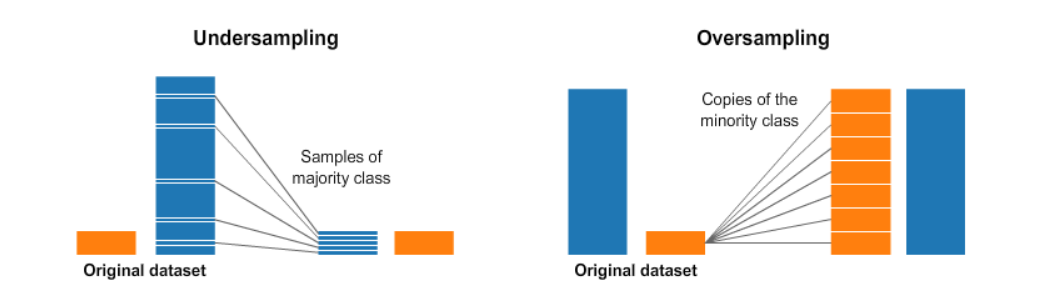 Undersampling
Samples of
majority class
Original dataset
Oversampling
Copies of the
minority class
Original dataset